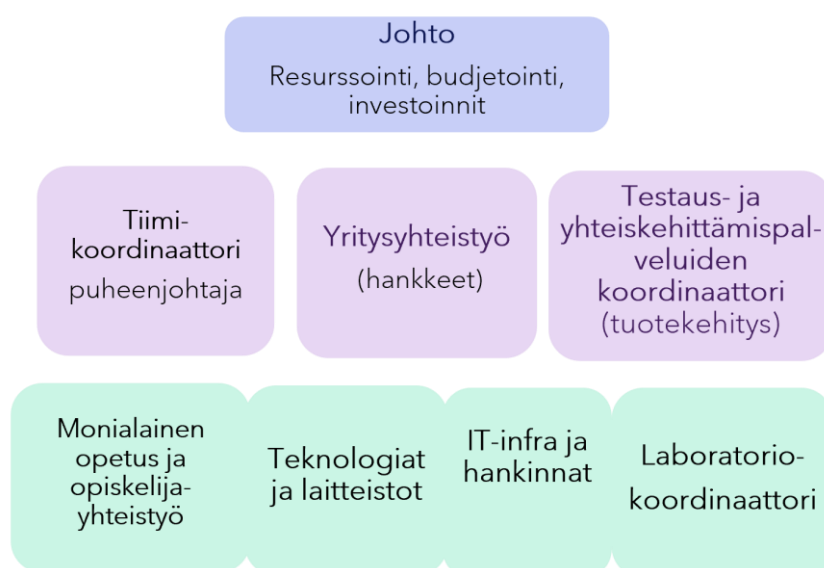 Johto
Resurssointi, budjetointi,
investoinnit
Tiimi-
koordinaattori
puheenjohtaja
Yritysyhteistyö
(hankkeet)
Testaus- ja
yhteiskehittämispal-
veluiden
koordinaattori
(tuotekehitys)
Monialainen
opetus ja
opiskelija-
yhteistyö
Teknologiat
ja laitteistot
IT-infra ja
hankinnat
Laboratorio-
koordinaattori